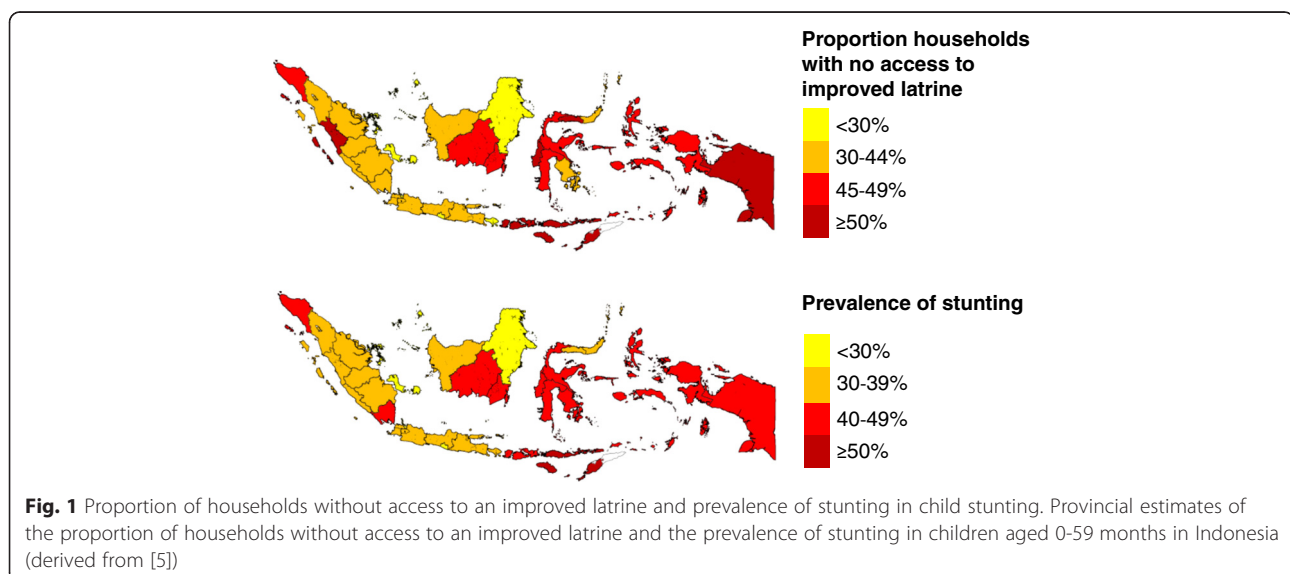 Proportion households
with no access to
improved latrine
<30%
30-44%
45-49%
≥50%
Prevalence of stunting
<30%
30-39%
40-49%
≥50%
Fig. 1 Proportion of households without access to an improved latrine and prevalence of stunting in child stunting. Provincial estimates of
the proportion of households without access to an improved latrine and the prevalence of stunting in children aged 0-59 months in Indonesia
(derived from [5])